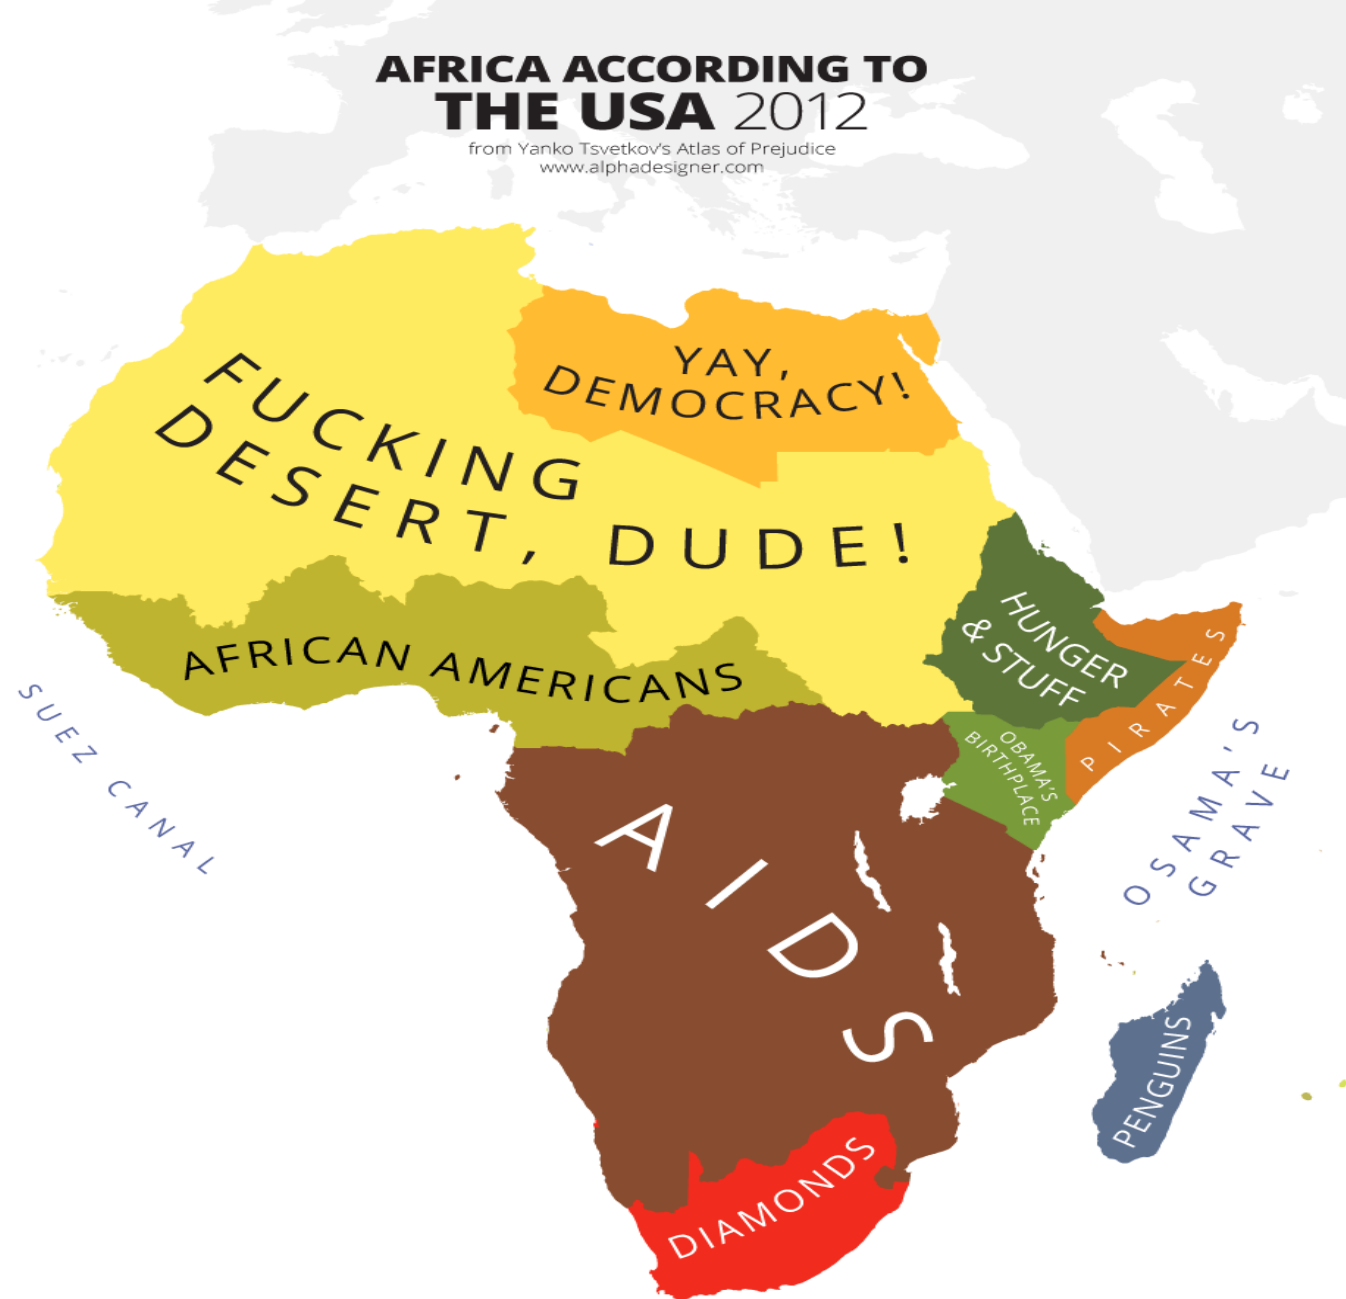 AFRICA ACCORDING TO
THE USA 2012
from Yanko Tsvetkov's Atlas of Prejudice
www.alphadesigner.com
YAY,
DEMOCRACY!
FUCKING
DESERT, DUDE!
HUNGER
& STUFF
AFRICAN AMERICANS
PIRATES
SUEZ CANAL
OBAMA'S
BIRTHPLACE
OSAMA'S
GRAVE
AIDS
PENGUINS
DIAMONDS